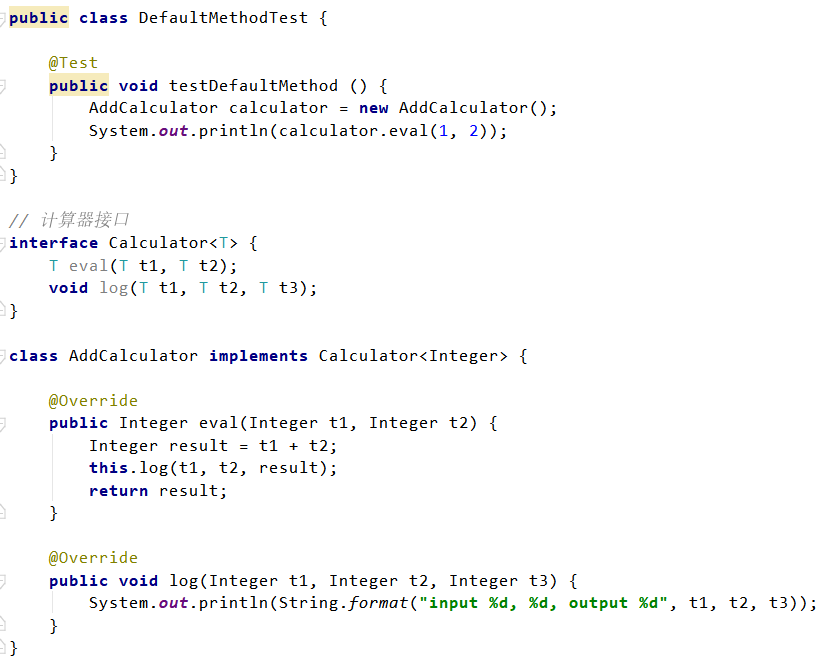 public class DefaultMethodTest {
@Test
public void testDefaultMethod () {
AddCalculator calculator = new AddCalculator();
System.out.println(calculator.eval(1, 2));
}
}
// 计算器接口
interface Calculator<T> {
T eval(T t1, T t2);
void log(T t1, T t2, T t3);
}
class AddCalculator implements Calculator<Integer> {
@Override
public Integer eval(Integer t1, Integer t2) {
Integer result = t1 + t2;
this.log(t1, t2, result);
return result;
}
@Override
public void log(Integer t1, Integer t2, Integer t3) {
System.out.println(String.format("input %d, %d, output %d", t1, t2, t3));
}
}